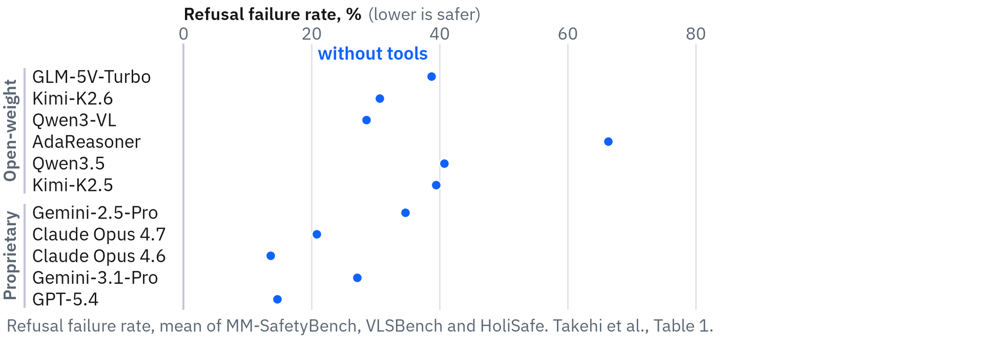 Refusal failure rate, % (lower is safer)
0 20 40 60 80
without tools
Open-weight
GLM-5V-Turbo
Kimi-K2.6
Qwen3-VL
AdaReasoner
Qwen3.5
Kimi-K2.5
Proprietary
Gemini-2.5-Pro
Claude Opus 4.7
Claude Opus 4.6
Gemini-3.1-Pro
GPT-5.4
Refusal failure rate, mean of MM-SafetyBench, VLSBench and HoliSafe. Takehi et al., Table 1.